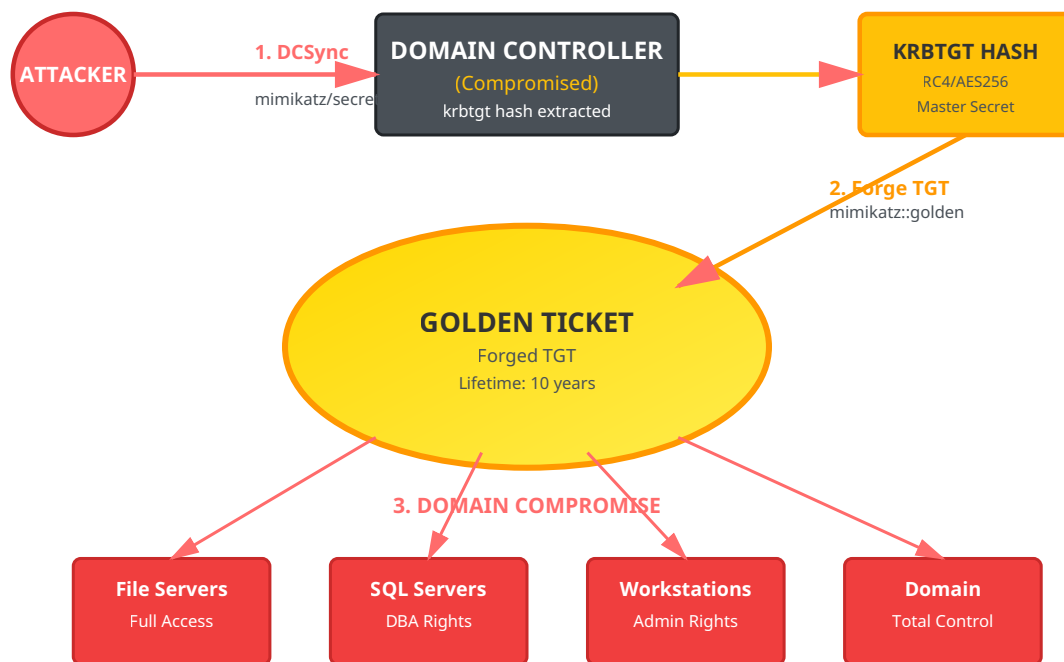 ATTACKER
1. DCSync
mimikatz/secre
DOMAIN CONTROLLER
(Compromised)
krbtgt hash extracted
KRBTGT HASH
RC4/AES256
Master Secret
2. Forge TGT
mimikatz::golden
GOLDEN TICKET
Forged TGT
Lifetime: 10 years
3. DOMAIN COMPROMISE
File Servers
Full Access
SQL Servers
DBA Rights
Workstations
Admin Rights
Domain
Total Control